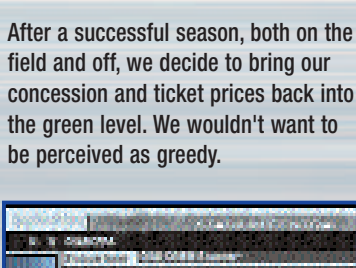 After a successful season, both on the
field and off, we decide to bring our
concession and ticket prices back into
the green level. We wouldn't want to
be perceived as greedy.